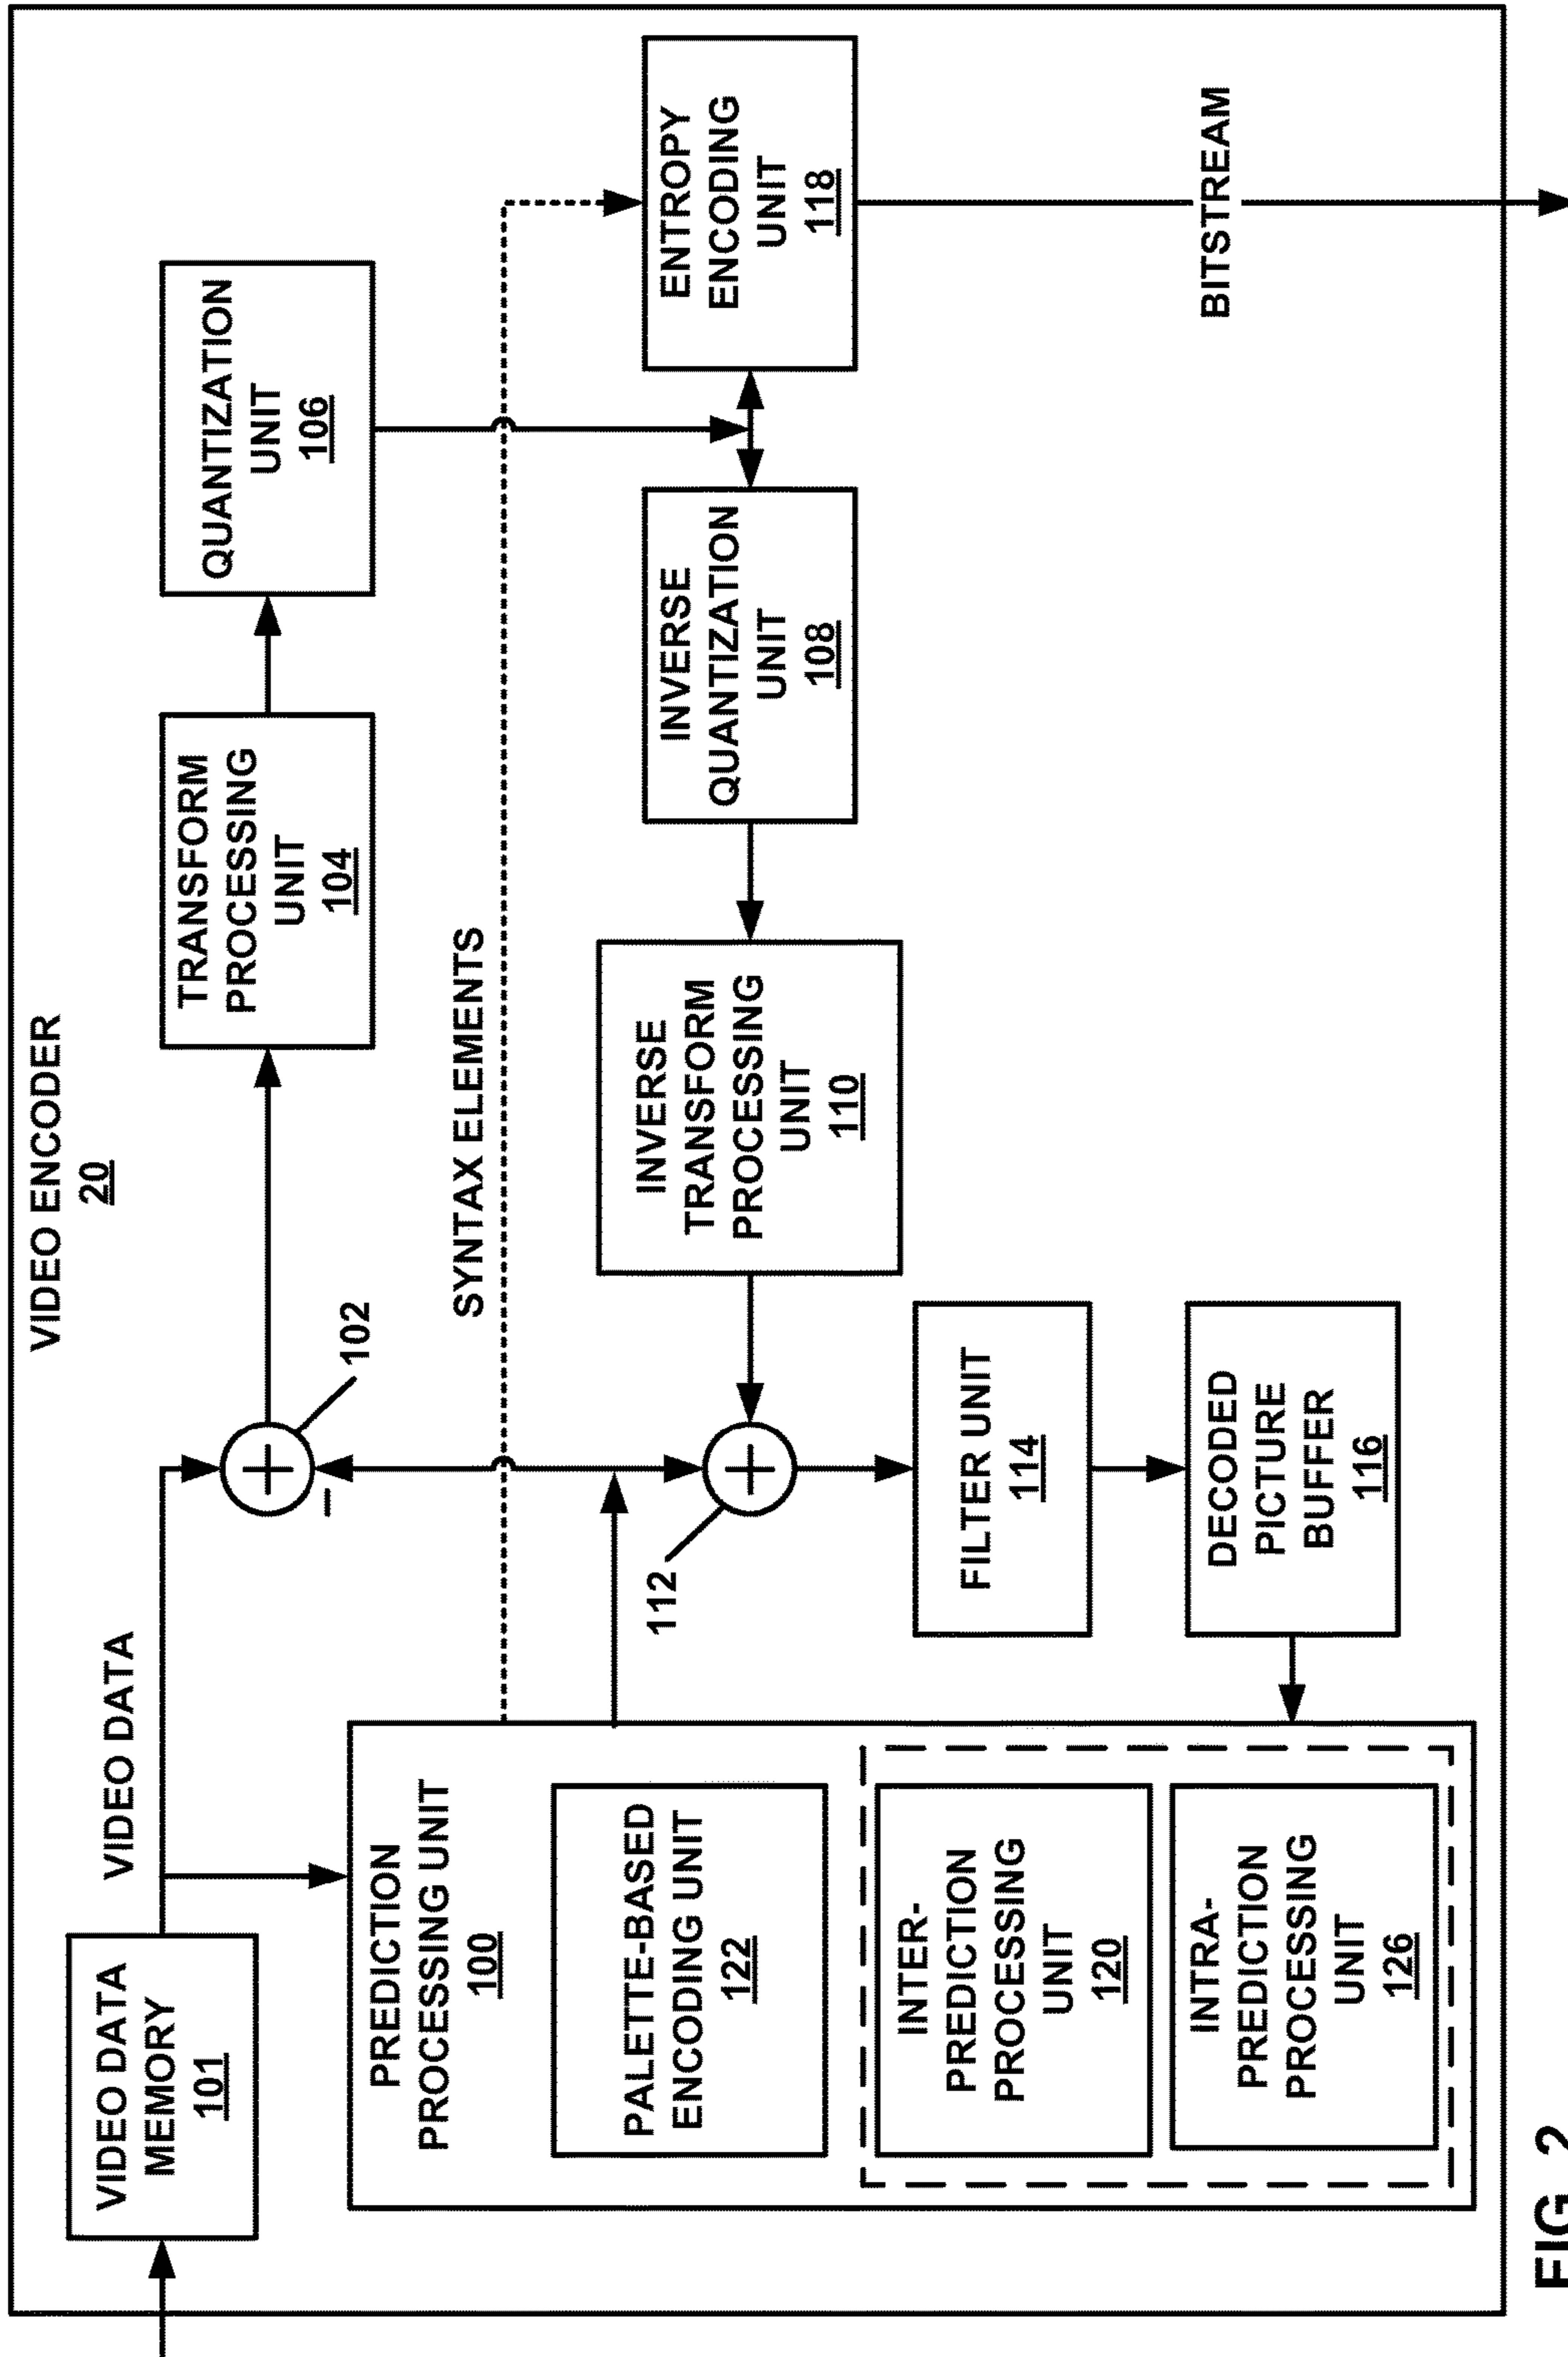 VIDEO ENCODER
20
VIDEO DATA
MEMORY
101
VIDEO DATA
102
TRANSFORM
PROCESSING
UNIT
104
QUANTIZATION
UNIT
106
PREDICTION
PROCESSING UNIT
100
SYNTAX ELEMENTS
PALETTE-BASED
ENCODING UNIT
122
112
INVERSE
TRANSFORM
PROCESSING
UNIT
110
INVERSE
QUANTIZATION
UNIT
108
ENTROPY
ENCODING
UNIT
118
INTER-
PREDICTION
PROCESSING
UNIT
120
FILTER UNIT
114
INTRA-
PREDICTION
PROCESSING
UNIT
126
DECODED
PICTURE
BUFFER
116
BITSTREAM
FIG. 2